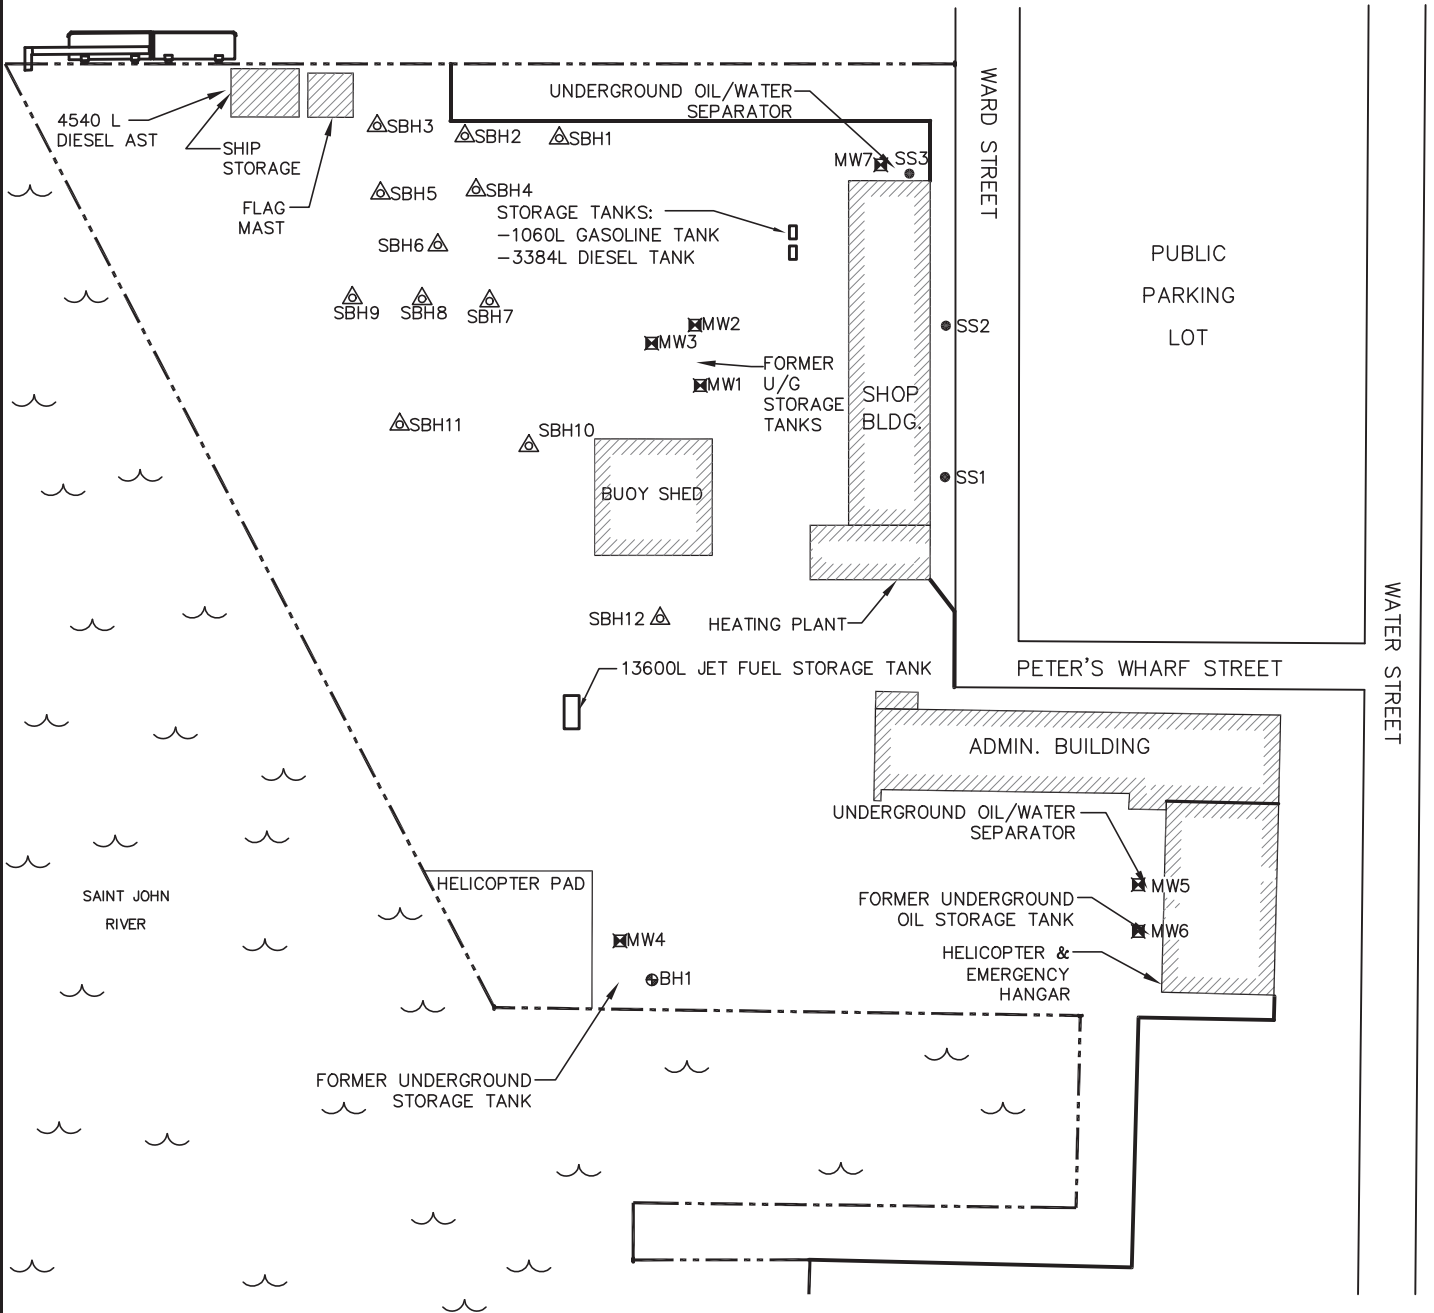 UNDERGROUND OIL/WATER
SEPARATOR
4540 L
DIESEL AST
SHIP
STORAGE
FLAG
MAST
SBH3
SBH2
SBH1
MW7
SS3
SBH5
SBH4
STORAGE TANKS:
-1060L GASOLINE TANK
-3384L DIESEL TANK
SBH6
SBH9
SBH8
SBH7
MW2
MW3
MW1
FORMER
U/G
STORAGE
TANKS
SHOP
BLDG.
SS2
SS1
WARD STREET
PUBLIC
PARKING
LOT
SBH11
SBH10
BUOY SHED
SBH12
HEATING PLANT
13600L JET FUEL STORAGE TANK
PETER'S WHARF STREET
WATER STREET
ADMIN. BUILDING
UNDERGROUND OIL/WATER
SEPARATOR
MW5
FORMER UNDERGROUND
OIL STORAGE TANK
MW6
HELICOPTER &
EMERGENCY
HANGAR
SAINT JOHN
RIVER
HELICOPTER PAD
MW4
BH1
FORMER UNDERGROUND
STORAGE TANK